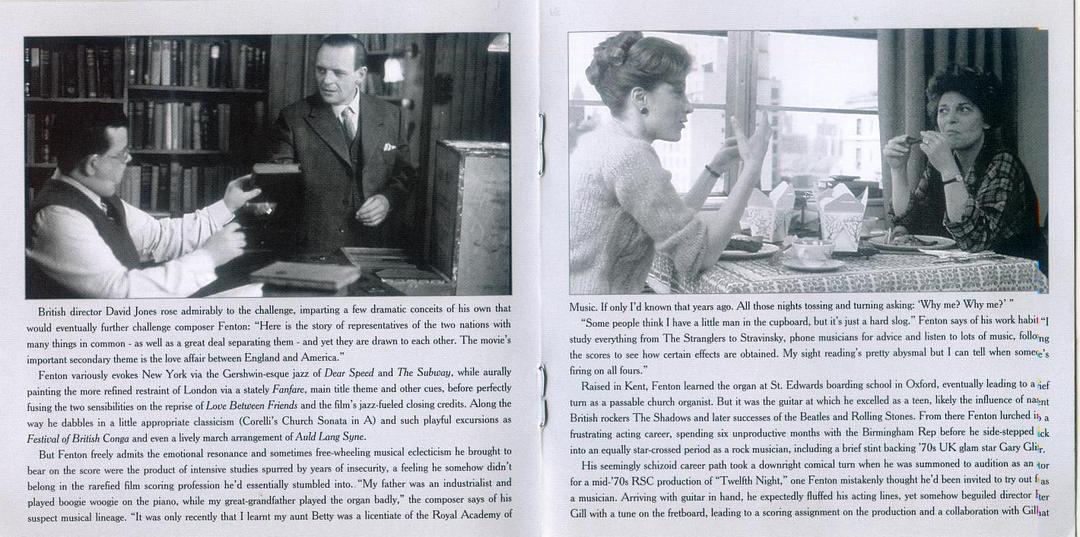 British director David Jones rose admirably to the challenge, imparting a few dramatic conceits of his own that
would eventually further challenge composer Fenton: “Here is the story of representatives of the two nations with
many things in common - as well as a great deal separating them - and yet they are drawn to each other. The movie's
important secondary theme is the love affair between England and America.”
Fenton variously evokes New York via the Gershwin-esque jazz of Dear Speed and The Subway, while aurally
painting the more refined restraint of London via a stately Fanfare, main title theme and other cues, before perfectly
fusing the two sensibilities on the reprise of Love Between Friends and the film's jazz-fueled closing credits. Along the
way he dabbles in a little appropriate classicism (Corelli's Church Sonata in A) and such playful excursions as
Festival of British Conga and even a lively march arrangement of Auld Lang Syne.
But Fenton freely admits the emotional resonance and sometimes free-wheeling musical eclecticism he brought to
bear on the score were the product of intensive studies spurred by years of insecurity, a feeling he somehow didn't
belong in the rarefied film scoring profession he'd essentially stumbled into. “My father was an industrialist and
played boogie woogie on the piano, while my great-grandfather played the organ badly,” the composer says of his
suspect musical lineage. “It was only recently that I learnt my aunt Betty was a licentiate of the Royal Academy of
Music. If only I'd known that years ago. All those nights tossing and turning asking: ‘Why me? Why me?’ ”
“Some people think I have a little man in the cupboard, but it's just a hard slog.” Fenton says of his work habit “I
study everything from The Stranglers to Stravinsky, phone musicians for advice and listen to lots of music,
the scores to see how certain effects are obtained. My sight reading's pretty abysmal but I can tell when
firing on all fours.”
Raised in Kent, Fenton learned the organ at St. Edwards boarding school in Oxford, eventually leading to a
turn as a passable church organist. But it was the guitar at which he excelled as a teen, likely the influence of
British rockers The Shadows and later successes of the Beatles and Rolling Stones. From there Fenton lurched a
frustrating acting career, spending six unproductive months with the Birmingham Rep before he side-stepped
into an equally star-crossed period as a rock musician, including a brief stint backing '70s UK glam star Gary
His seemingly schizoid career path took a downright comical turn when he was summoned to audition as an
for a mid-'70s RSC production of “Twelfth Night,” one Fenton mistakenly thought he'd been invited to try out as
a musician. Arriving with guitar in hand, he expectedly fluffed his acting lines, yet somehow beguiled director
Gill with a tune on the fretboard, leading to a scoring assignment on the production and a collaboration with